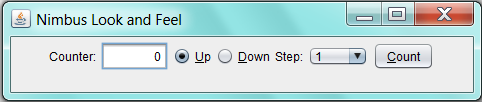 Nimbus Look and Feel
Counter: 0 Up Down Step: 1 Count